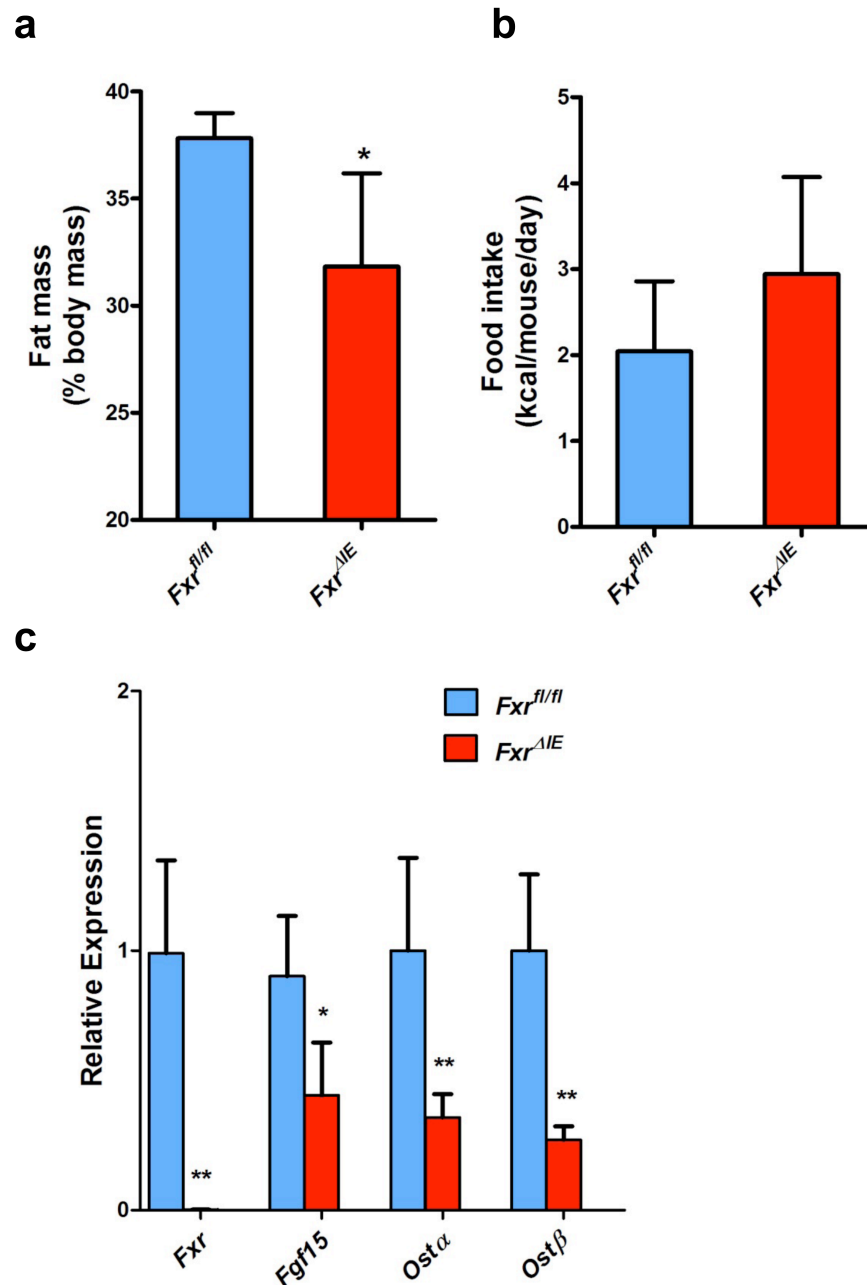 a
b
40
35
30
25
20
Fat mass
(% body mass)
*
Fxr^fl/fl
Fxr^ΔIE
5
4
3
2
1
0
Food intake
(kcal/mouse/day)
Fxr^fl/fl
Fxr^ΔIE
c
2
1
0
Relative Expression
Fxr^fl/fl
Fxr^ΔIE
**
*
**
**
Fxr
Fgf15
Ostα
Ostβ